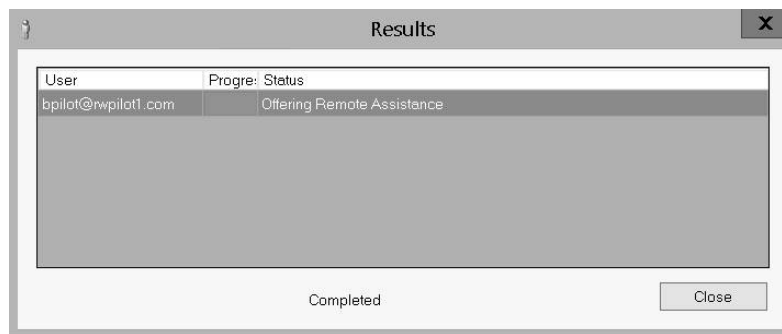 Results
X
User Progre: Status
bpilot@rwpilot1.com Offering Remote Assistance
Completed
Close